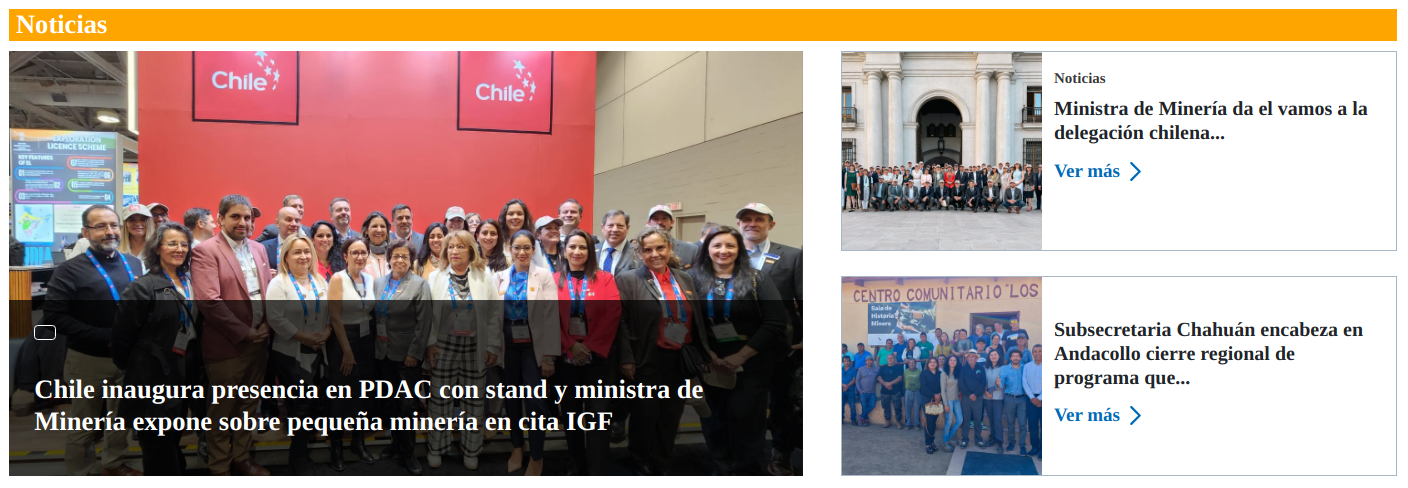 Noticias
Chile
Chile
EXPLORATION
LICENCE SCHEME
KEY FEATURES
OF EL
Chile inaugura presencia en PDAC con stand y ministra de
Minería expone sobre pequeña minería en cita IGF
Noticias
Ministra de Minería da el vamos a la
delegación chilena...
Ver más
CENTRO COMUNITARIO "LOS
Sala de
Historia
Minera
Subsecretaria Chahuán encabeza en
Andacollo cierre regional de
programa que...
Ver más